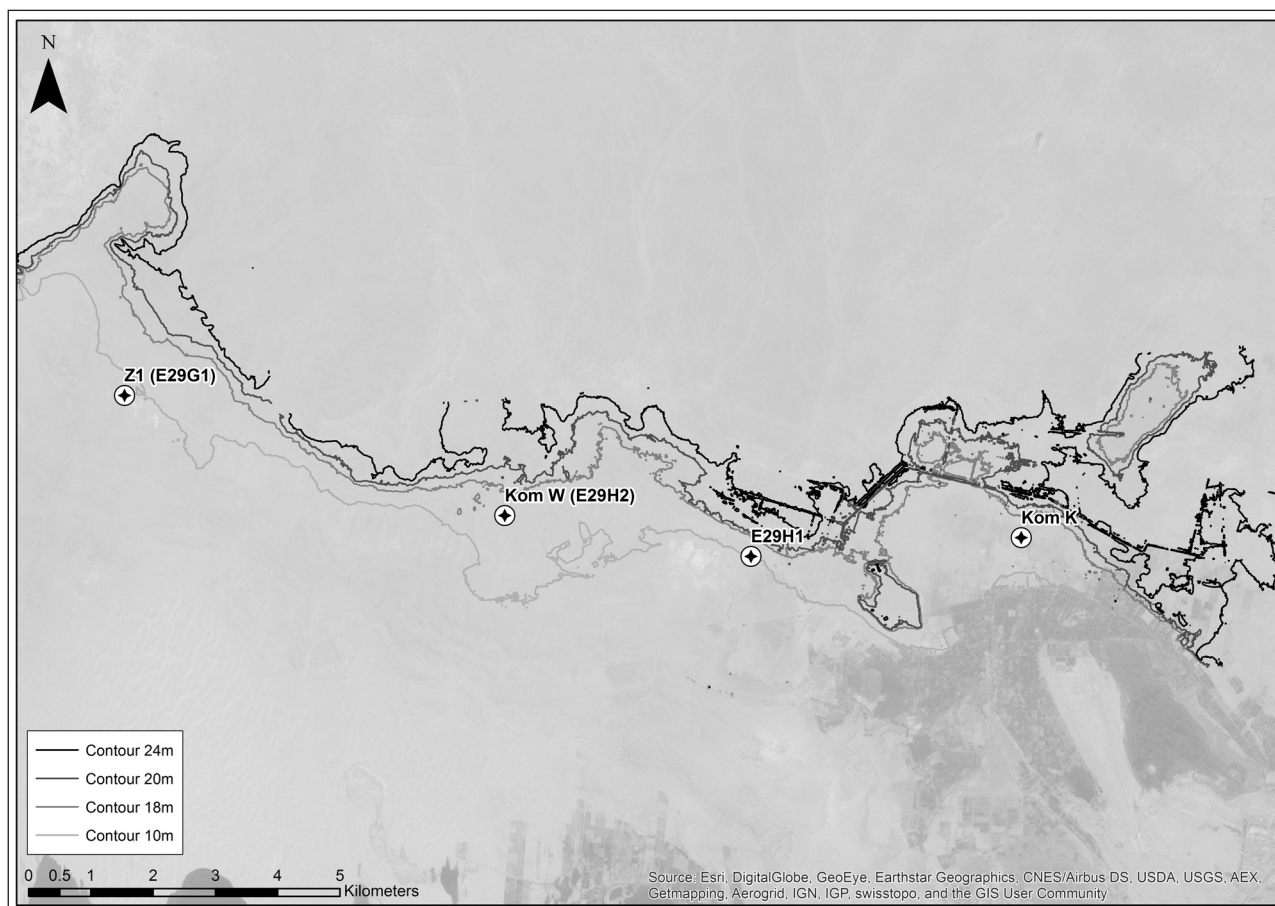 N
Z1 (E29G1)
Kom W (E29H2)
E29H1
Kom K
Contour 24m
Contour 20m
Contour 18m
Contour 10m
0 0.5 1 2 3 4 5
Kilometers
Source: Esri, DigitalGlobe, GeoEye, Earthstar Geographics, CNES/Airbus DS, USDA, USGS, AEX,
Getmapping, Aerogrid, IGN, IGP, swisstopo, and the GIS User Community